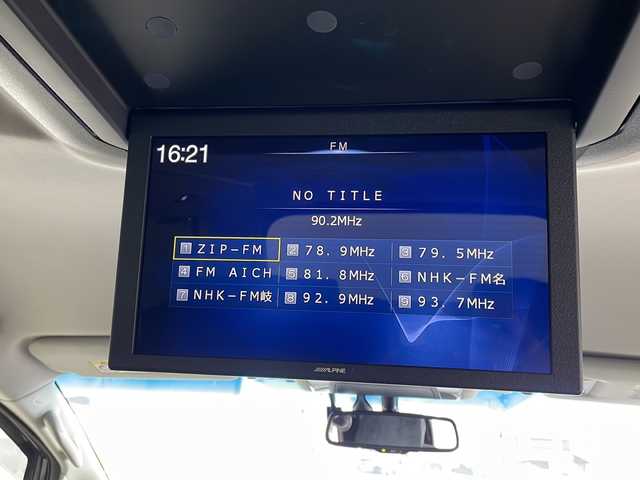 16:21
FM
NO TITLE
90.2MHz
1 ZIP-FM 2 78.9MHz 3 79.5MHz
4 FM AICH 5 81.8MHz 6 NHK-FM名
7 NHK-FM岐 8 92.9MHz 9 93.7MHz
ALPINE